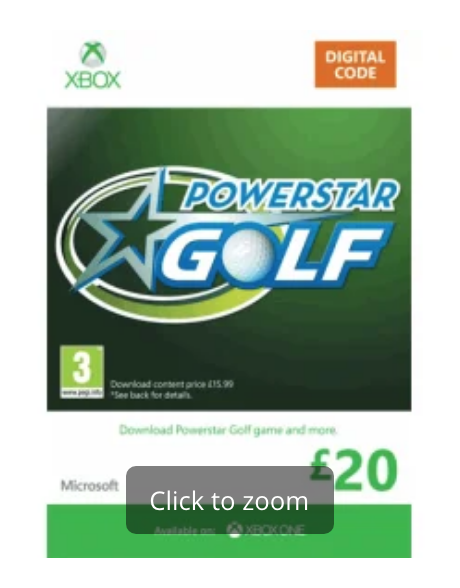 XBOX
DIGITAL
CODE
POWERSTAR
GOLF
3
www.pegi.info
Download content price £15.99
*See back for details.
Download Powerstar Golf game and more.
£20
Microsoft
Click to zoom
Available on: XBOX ONE